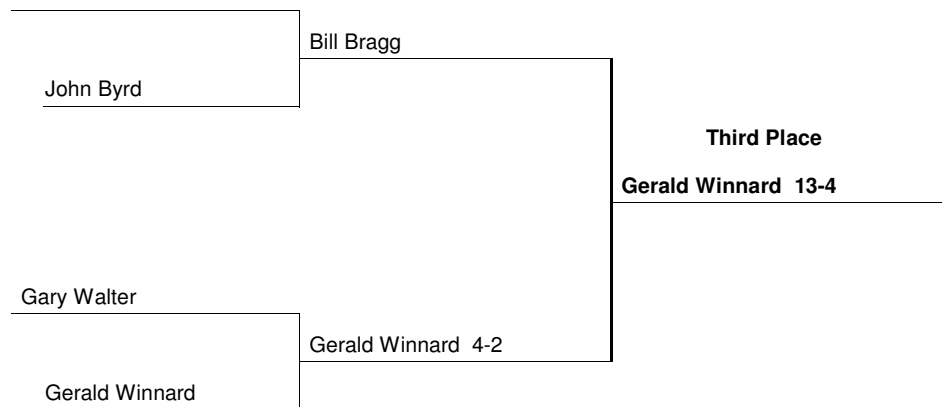 Bill Bragg
John Byrd
Third Place
Gerald Winnard 13-4
Gary Walter
Gerald Winnard 4-2
Gerald Winnard